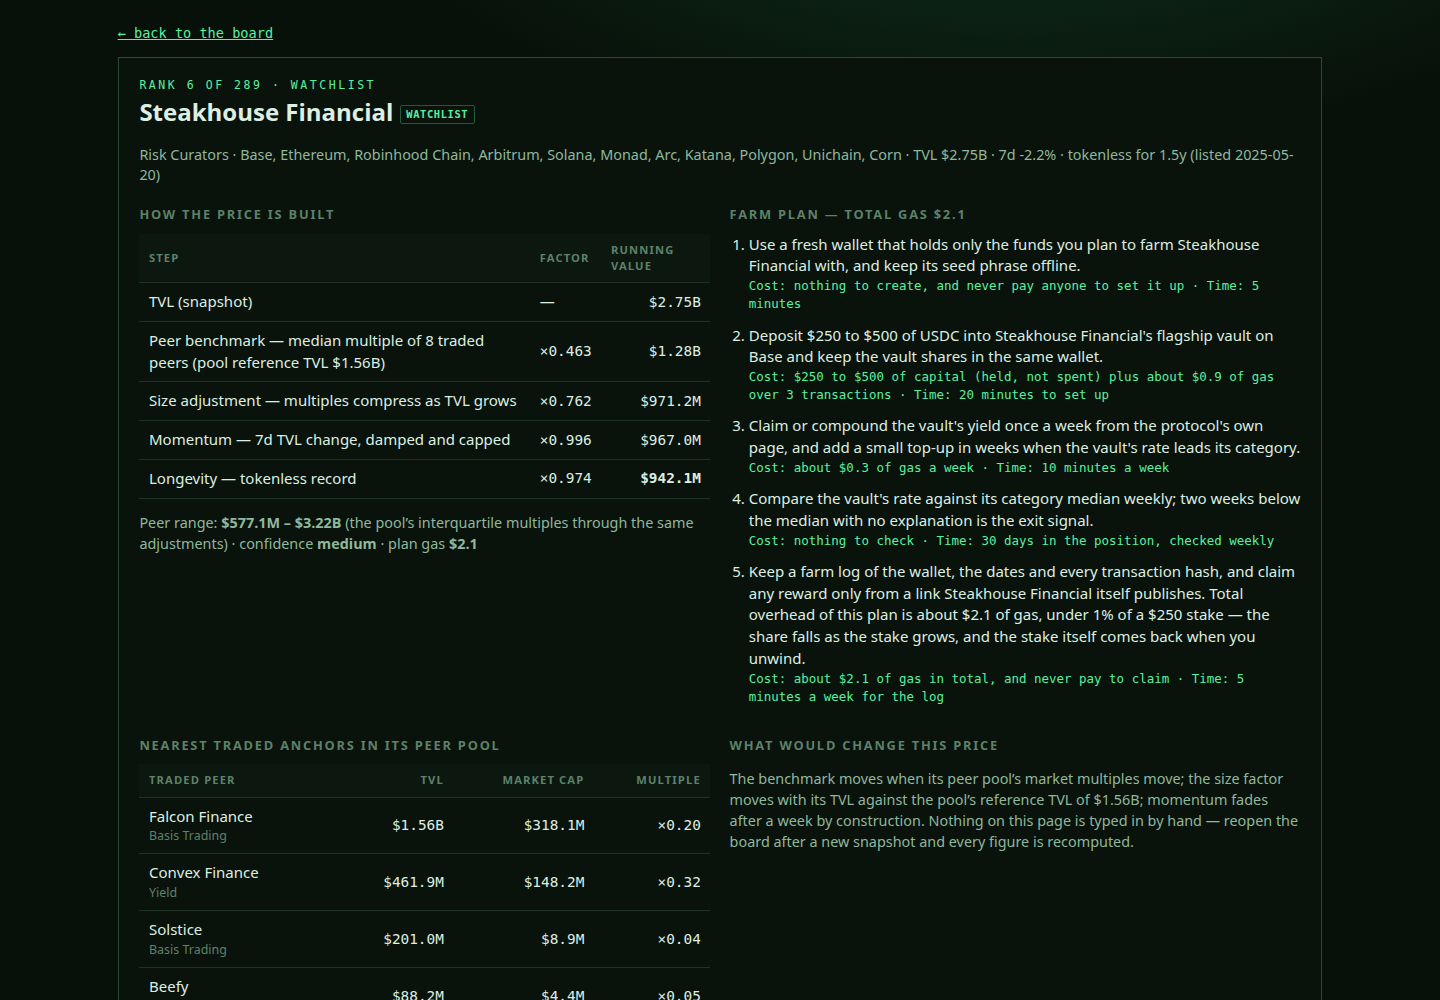 ← back to the board
RANK 6 OF 289 · WATCHLIST
Steakhouse Financial WATCHLIST
Risk Curators · Base, Ethereum, Robinhood Chain, Arbitrum, Solana, Monad, Arc, Katana, Polygon, Unichain, Corn · TVL $2.75B · 7d -2.2% · tokenless for 1.5y (listed 2025-05-
20)
HOW THE PRICE IS BUILT
STEP FACTOR RUNNING
VALUE
TVL (snapshot) — $2.75B
Peer benchmark — median multiple of 8 traded
peers (pool reference TVL $1.56B) ×0.463 $1.28B
Size adjustment — multiples compress as TVL grows ×0.762 $971.2M
Momentum — 7d TVL change, damped and capped ×0.996 $967.0M
Longevity — tokenless record ×0.974 $942.1M
Peer range: $577.1M – $3.22B (the pool’s interquartile multiples through the same
adjustments) · confidence medium · plan gas $2.1
FARM PLAN — TOTAL GAS $2.1
1. Use a fresh wallet that holds only the funds you plan to farm Steakhouse
Financial with, and keep its seed phrase offline.
Cost: nothing to create, and never pay anyone to set it up · Time: 5
minutes
2. Deposit $250 to $500 of USDC into Steakhouse Financial's flagship vault on
Base and keep the vault shares in the same wallet.
Cost: $250 to $500 of capital (held, not spent) plus about $0.9 of gas
over 3 transactions · Time: 20 minutes to set up
3. Claim or compound the vault's yield once a week from the protocol's own
page, and add a small top-up in weeks when the vault's rate leads its category.
Cost: about $0.3 of gas a week · Time: 10 minutes a week
4. Compare the vault's rate against its category median weekly; two weeks below
the median with no explanation is the exit signal.
Cost: nothing to check · Time: 30 days in the position, checked weekly
5. Keep a farm log of the wallet, the dates and every transaction hash, and claim
any reward only from a link Steakhouse Financial itself publishes. Total
overhead of this plan is about $2.1 of gas, under 1% of a $250 stake — the
share falls as the stake grows, and the stake itself comes back when you
unwind.
Cost: about $2.1 of gas in total, and never pay to claim · Time: 5
minutes a week for the log
NEAREST TRADED ANCHORS IN ITS PEER POOL
TRADED PEER TVL MARKET CAP MULTIPLE
Falcon Finance
Basis Trading $1.56B $318.1M ×0.20
Convex Finance
Yield $461.9M $148.2M ×0.32
Solstice
Basis Trading $201.0M $8.9M ×0.04
Beefy
$88.2M $4.4M ×0.05
WHAT WOULD CHANGE THIS PRICE
The benchmark moves when its peer pool’s market multiples move; the size factor
moves with its TVL against the pool’s reference TVL of $1.56B; momentum fades
after a week by construction. Nothing on this page is typed in by hand — reopen the
board after a new snapshot and every figure is recomputed.